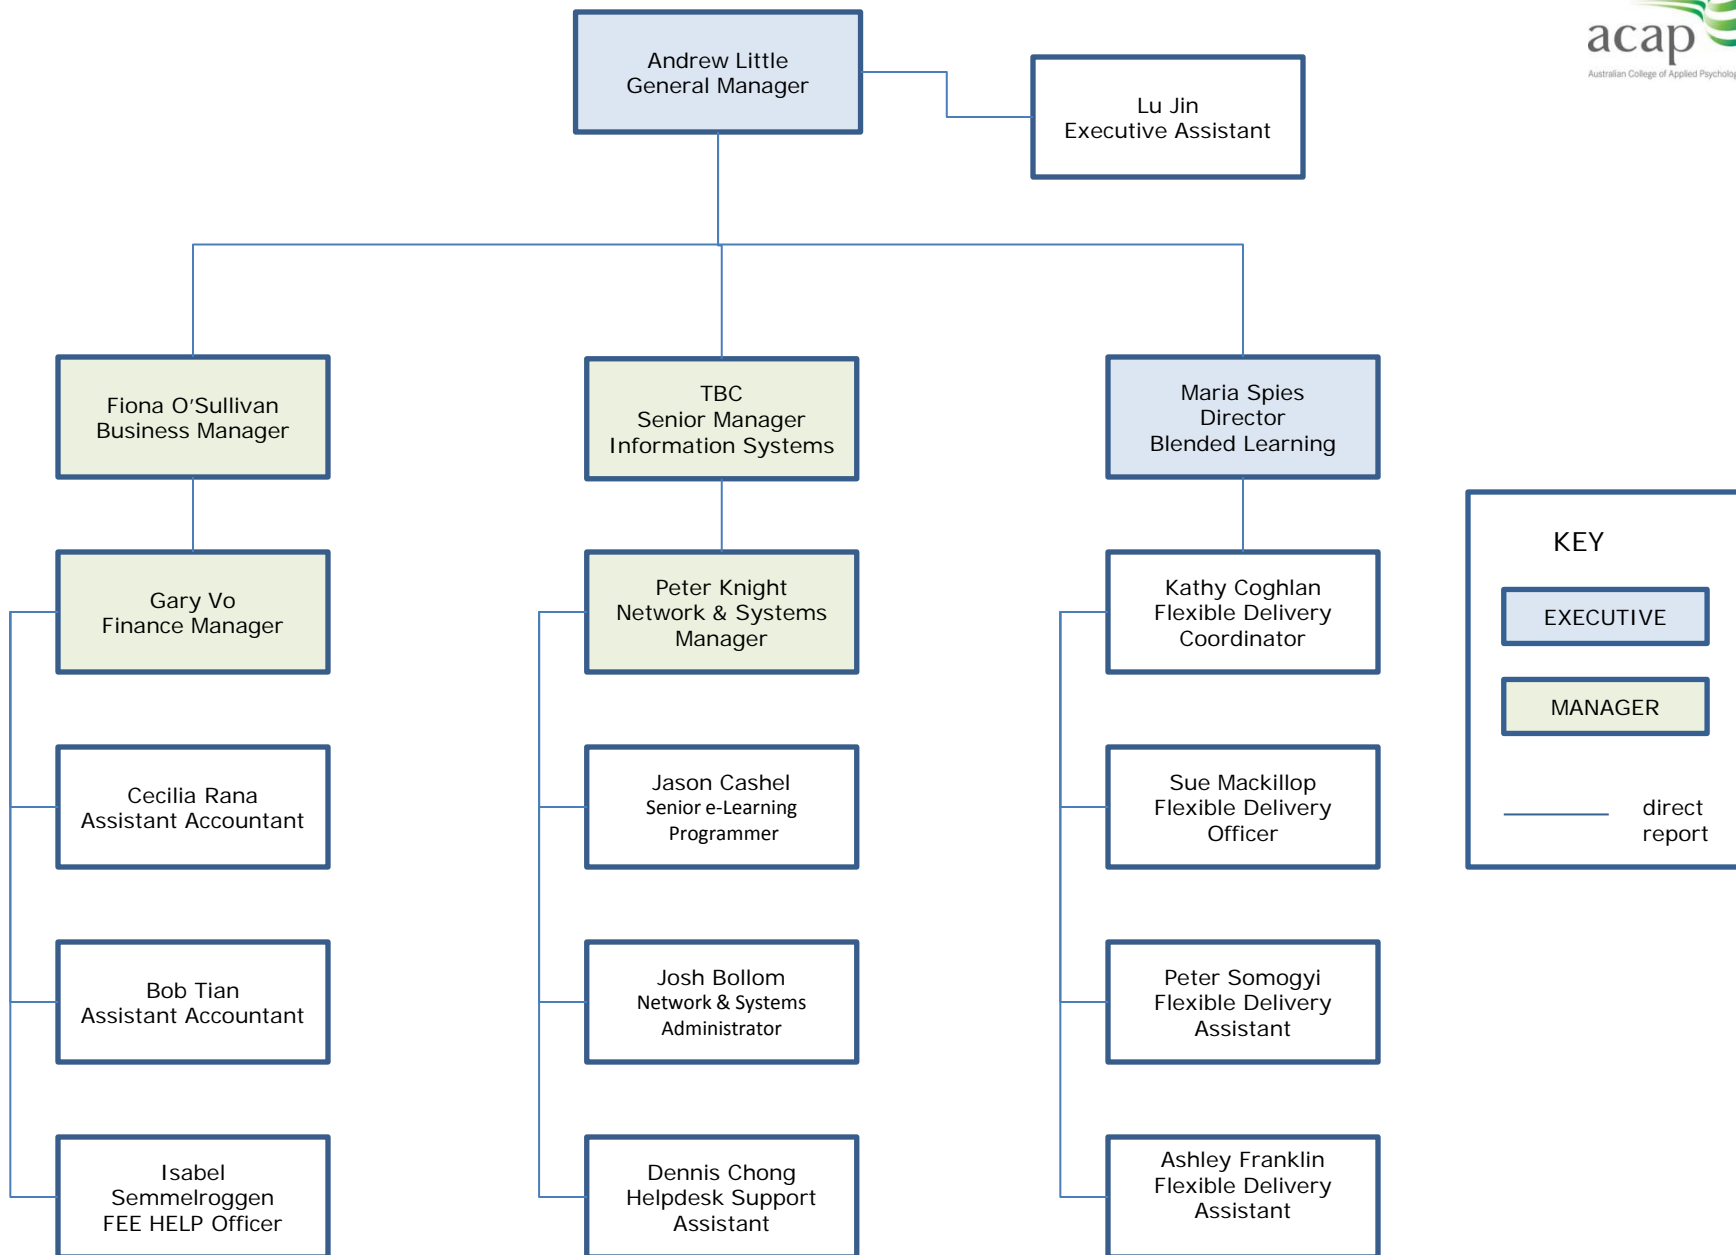 acap
Australian College of Applied
Andrew Little
General Manager
Lu Jin
Executive Assistant
Fiona O'Sullivan
Business Manager
TBC
Senior Manager
Information Systems
Maria Spies
Director
Blended Learning
Gary Vo
Finance Manager
Peter Knight
Network & Systems
Manager
Kathy Coghlan
Flexible Delivery
Coordinator
Cecilia Rana
Assistant Accountant
Jason Cashel
Senior e-Learning
Programmer
Sue Mackillop
Flexible Delivery
Officer
Bob Tian
Assistant Accountant
Josh Bollom
Network & Systems
Administrator
Peter Somogyi
Flexible Delivery
Assistant
Isabel
Semmelroggen
FEE HELP Officer
Dennis Chong
Helpdesk Support
Assistant
Ashley Franklin
Flexible Delivery
Assistant
KEY
EXECUTIVE
MANAGER
direct
report